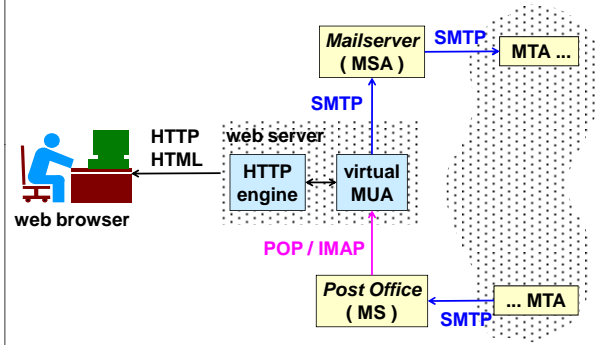 Mailserver
( MSA )
SMTP
MTA ...
SMTP
HTTP
HTML
web server
HTTP
engine
virtual
MUA
web browser
POP / IMAP
Post Office
( MS )
SMTP
... MTA